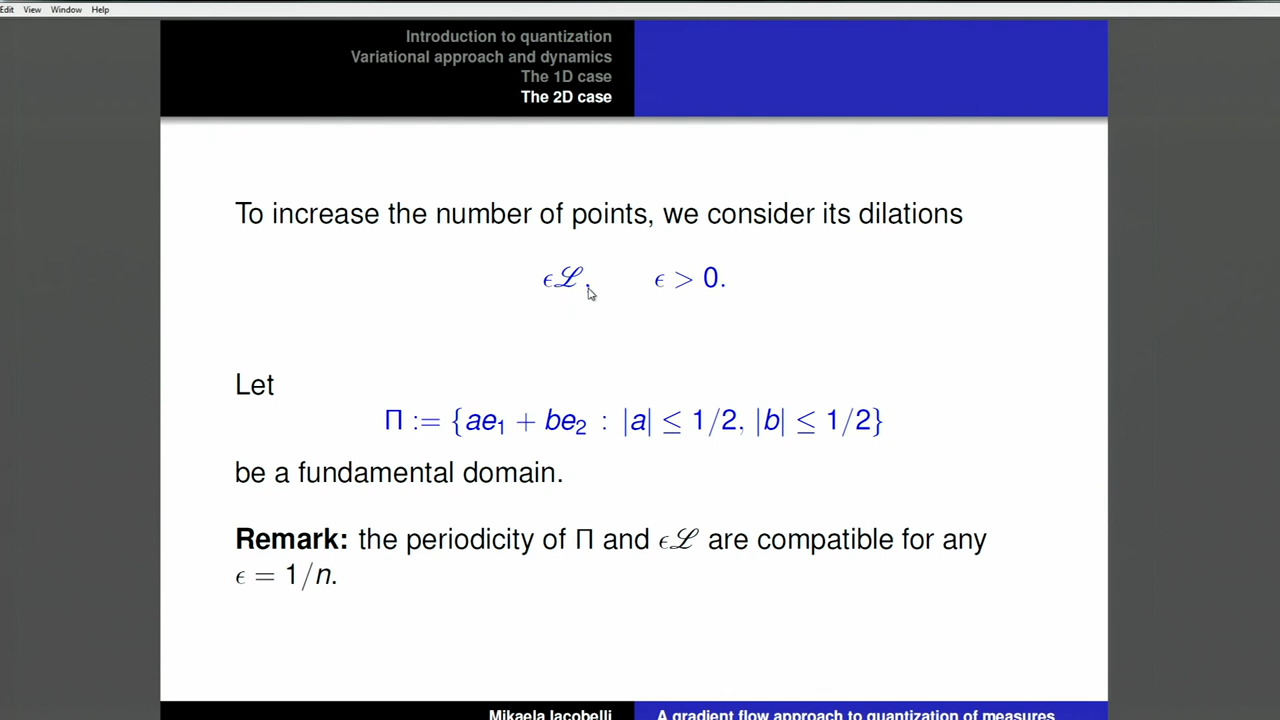 Edit View Window Help
Introduction to quantization
Variational approach and dynamics
The 1D case
The 2D case
To increase the number of points, we consider its dilations
ϵℒ, ϵ > 0.
Let
Π := {ae₁ + be₂ : |a| ≤ 1/2, |b| ≤ 1/2}
be a fundamental domain.
Remark: the periodicity of Π and ϵℒ are compatible for any
ϵ = 1/n.
Mikaela Iacobelli A gradient flow approach to quantization of measures